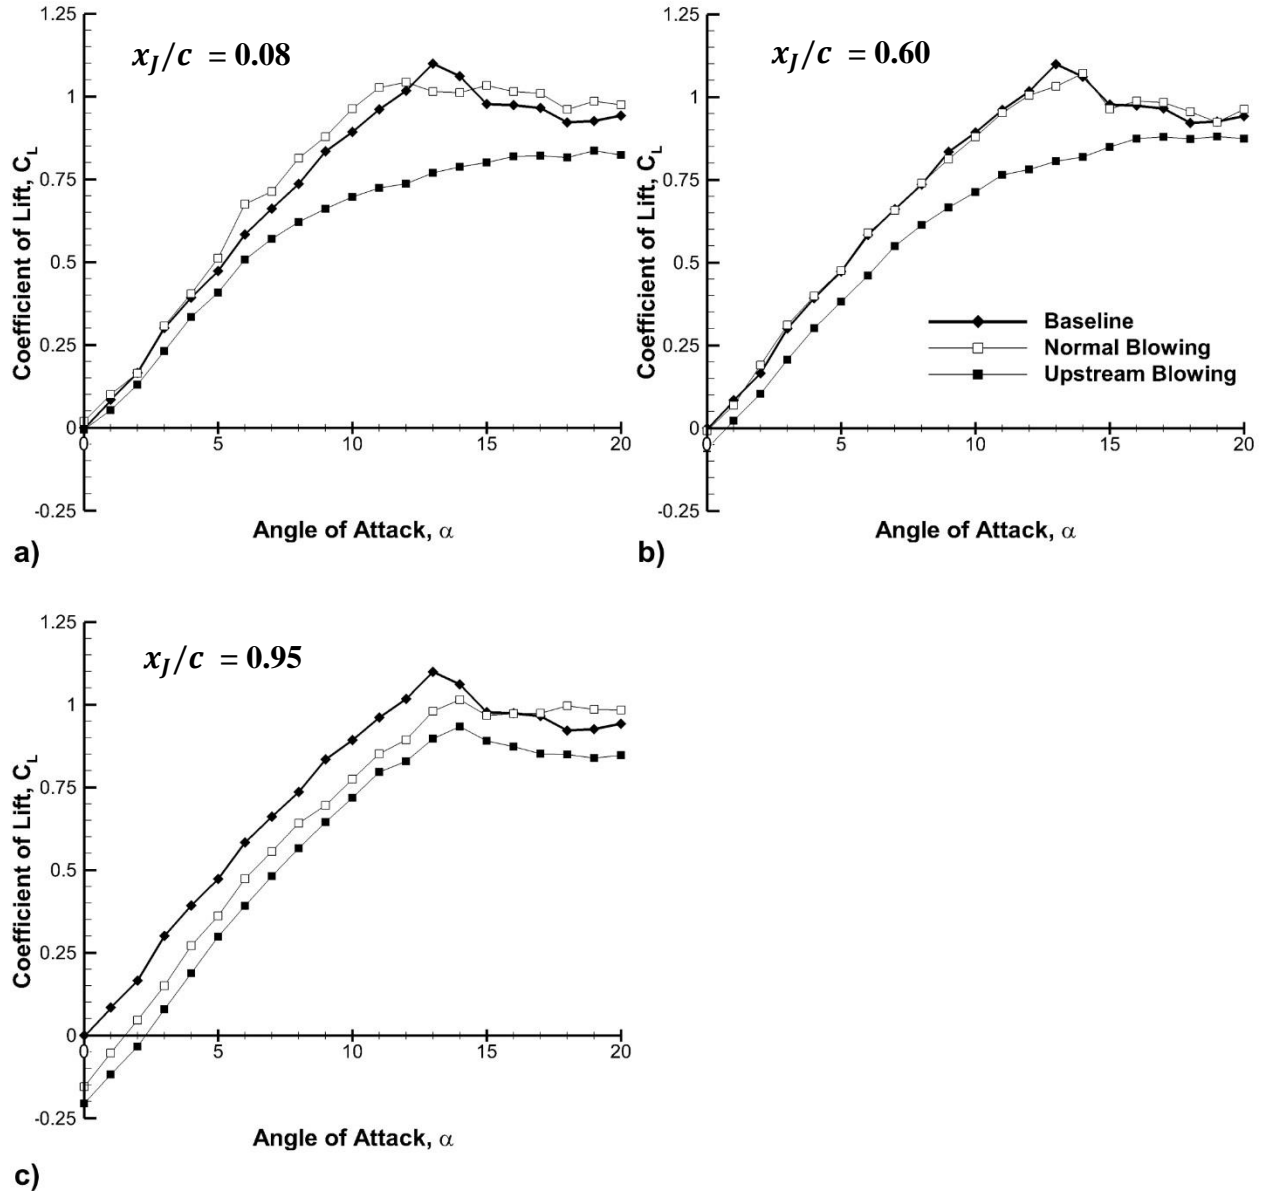 x_J/c = 0.08
1.25
1
0.75
0.5
0.25
0
-0.25
Coefficient of Lift, C_L
0 5 10 15 20
Angle of Attack, α
a)
x_J/c = 0.60
1.25
1
0.75
0.5
0.25
0
-0.25
Coefficient of Lift, C_L
Baseline
Normal Blowing
Upstream Blowing
0 5 10 15 20
Angle of Attack, α
b)
x_J/c = 0.95
1.25
1
0.75
0.5
0.25
0
-0.25
Coefficient of Lift, C_L
0 5 10 15 20
Angle of Attack, α
c)